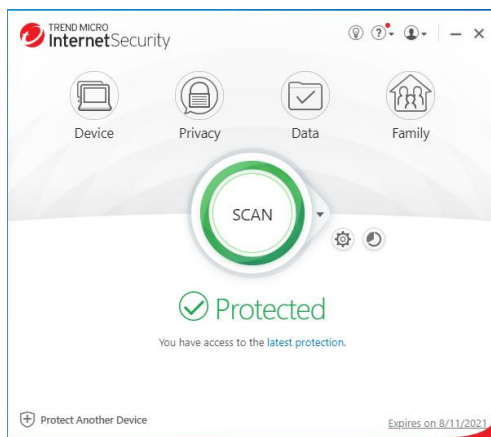 TREND MICRO
InternetSecurity
Device Privacy Data Family
SCAN
Protected
You have access to the latest protection.
Protect Another Device
Expires on 8/11/2021